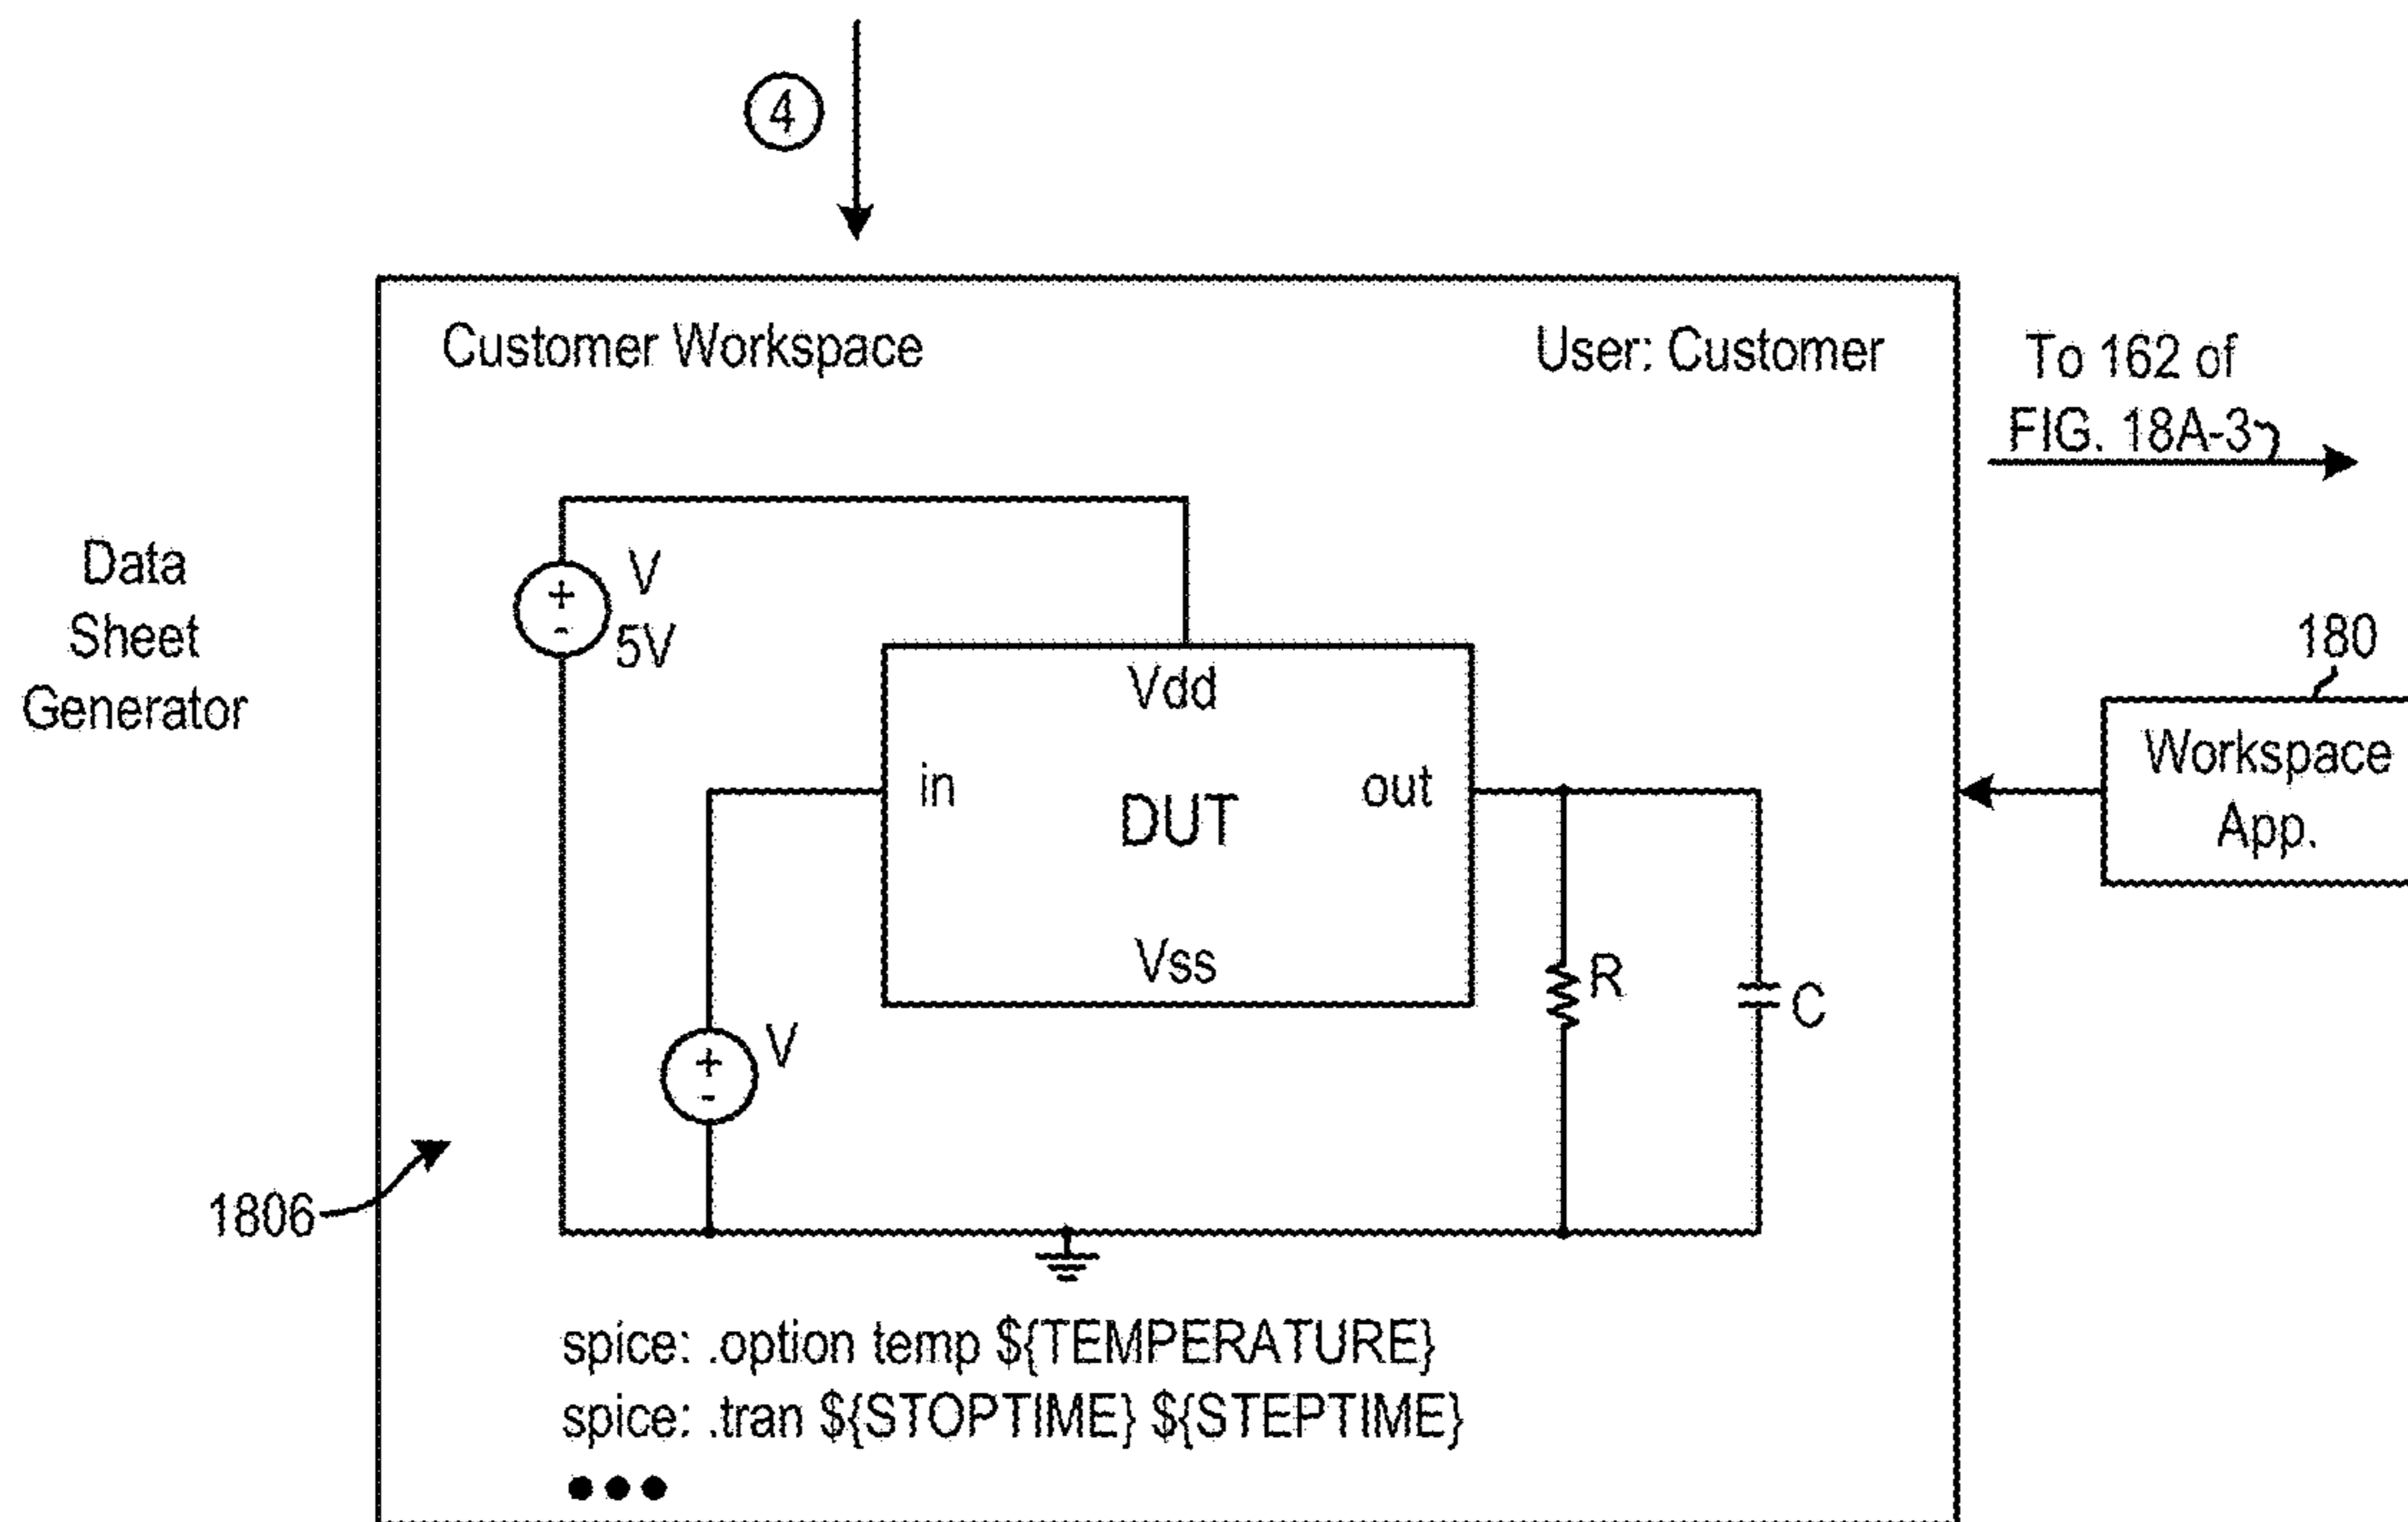 4
Customer Workspace
User: Customer
To 162 of
FIG. 18A-3
Data
Sheet
Generator
+
-
V
5V
Vdd
in
DUT
out
Vss
180
Workspace
App.
R
C
+
-
V
1806
spice: .option temp ${TEMPERATURE}
spice: .tran ${STOPTIME} ${STEPTIME}
•••